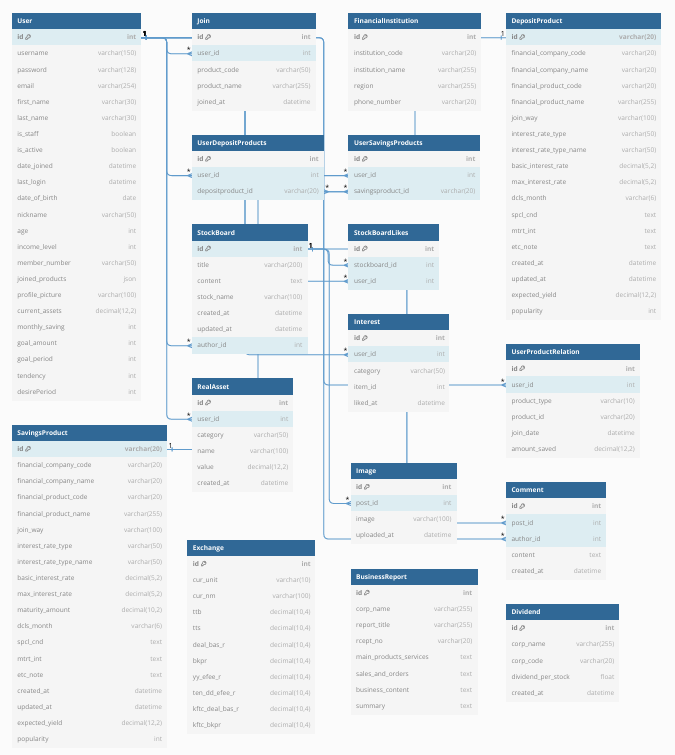 User
id int
username varchar(150)
password varchar(128)
email varchar(254)
first_name varchar(30)
last_name varchar(30)
is_staff boolean
is_active boolean
date_joined datetime
last_login datetime
date_of_birth date
nickname varchar(50)
age int
income_level int
member_number varchar(50)
joined_products json
profile_picture varchar(100)
current_assets decimal(12,2)
monthly_saving int
goal_amount int
goal_period int
tendency int
desirePeriod int
1
Join
id int
* user_id int
product_code varchar(50)
product_name varchar(255)
joined_at datetime
FinancialInstitution
id int
institution_code varchar(20)
institution_name varchar(255)
region varchar(255)
phone_number varchar(20)
1
DepositProduct
id varchar(20)
financial_company_code varchar(20)
financial_company_name varchar(20)
financial_product_code varchar(20)
financial_product_name varchar(255)
join_way varchar(100)
interest_rate_type varchar(50)
interest_rate_type_name varchar(50)
basic_interest_rate decimal(5,2)
max_interest_rate decimal(5,2)
dcls_month varchar(6)
spcl_cnd text
mtrt_int text
etc_note text
created_at datetime
updated_at datetime
expected_yield decimal(12,2)
popularity int
UserDepositProducts
id int
* user_id int
depositproduct_id varchar(20) *
UserSavingsProducts
id int
* user_id int
* savingsproduct_id varchar(20)
StockBoard
id int 1
title varchar(200)
content text
stock_name varchar(100)
created_at datetime
updated_at datetime
* author_id int
StockBoardLikes
id int
* stockboard_id int
* user_id int
Interest
id int
* user_id int
category varchar(50)
item_id int
liked_at datetime
UserProductRelation
id int
* user_id int
product_type varchar(10)
product_id varchar(20)
join_date datetime
amount_saved decimal(12,2)
RealAsset
id int
* user_id int
category varchar(50)
name varchar(100)
value decimal(12,2)
created_at datetime
SavingsProduct
id varchar(20) 1
financial_company_code varchar(20)
financial_company_name varchar(20)
financial_product_code varchar(20)
financial_product_name varchar(255)
join_way varchar(100)
interest_rate_type varchar(50)
interest_rate_type_name varchar(50)
basic_interest_rate decimal(5,2)
max_interest_rate decimal(5,2)
maturity_amount decimal(10,2)
dcls_month varchar(6)
spcl_cnd text
mtrt_int text
etc_note text
created_at datetime
updated_at datetime
expected_yield decimal(12,2)
popularity int
Image
id int
* post_id int
image varchar(100)
uploaded_at datetime
Comment
id int
* post_id int
* author_id int
content text
created_at datetime
Exchange
id int
cur_unit varchar(10)
cur_nm varchar(100)
ttb decimal(10,4)
tts decimal(10,4)
deal_bas_r decimal(10,4)
bkpr decimal(10,4)
yy_efee_r decimal(10,4)
ten_dd_efee_r decimal(10,4)
kftc_deal_bas_r decimal(10,4)
kftc_bkpr decimal(10,4)
BusinessReport
id int
corp_name varchar(255)
report_title varchar(255)
rcept_no varchar(20)
main_products_services text
sales_and_orders text
business_content text
summary text
Dividend
id int
corp_name varchar(255)
corp_code varchar(20)
dividend_per_stock float
created_at datetime